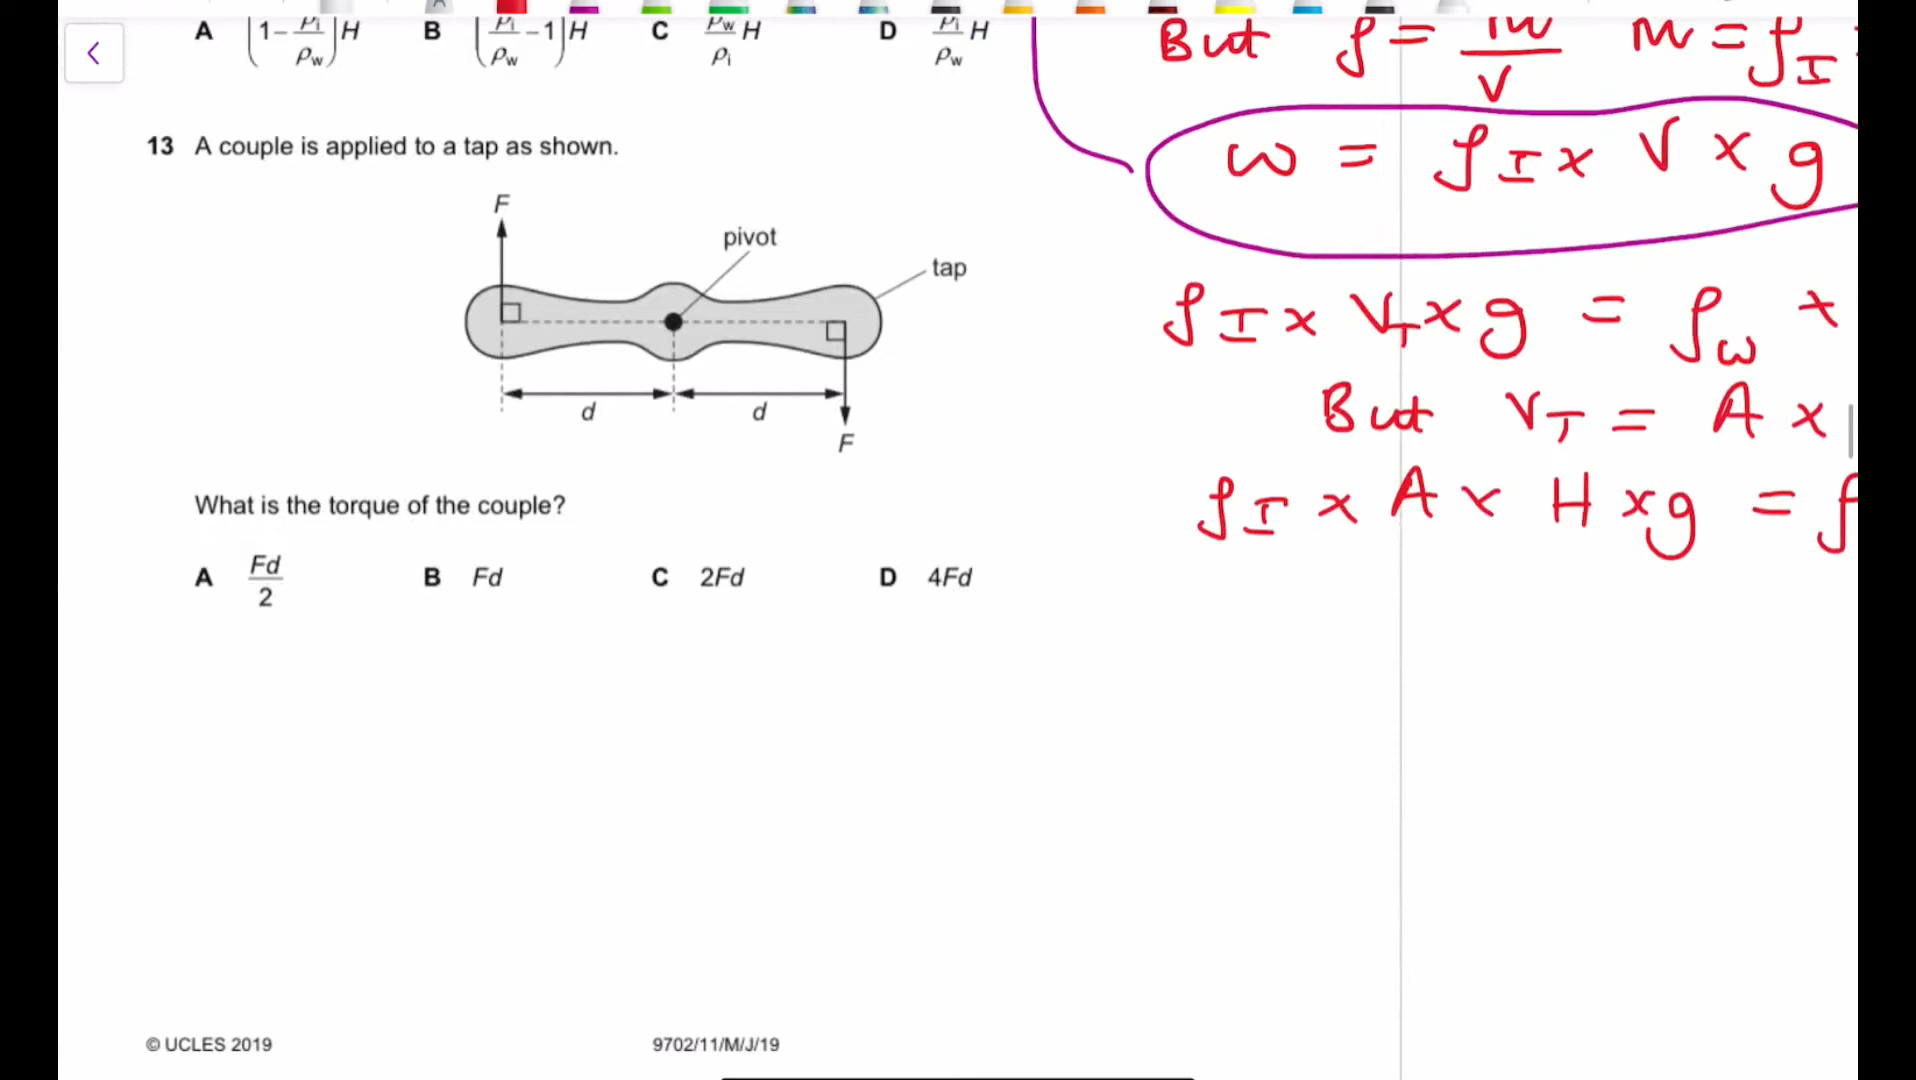 A (1 − ρi/ρw)H B (ρi/ρw − 1)H C ρw/ρi H D ρi/ρw H
13 A couple is applied to a tap as shown.
F
pivot
tap
d d
F
What is the torque of the couple?
A Fd/2 B Fd C 2Fd D 4Fd
© UCLES 2019 9702/11/M/J/19
But ρ = m/V m = ρI
W = ρI x V x g
ρI x VT x g = ρw x
But VT = A x
ρI x A x H x g = ρ